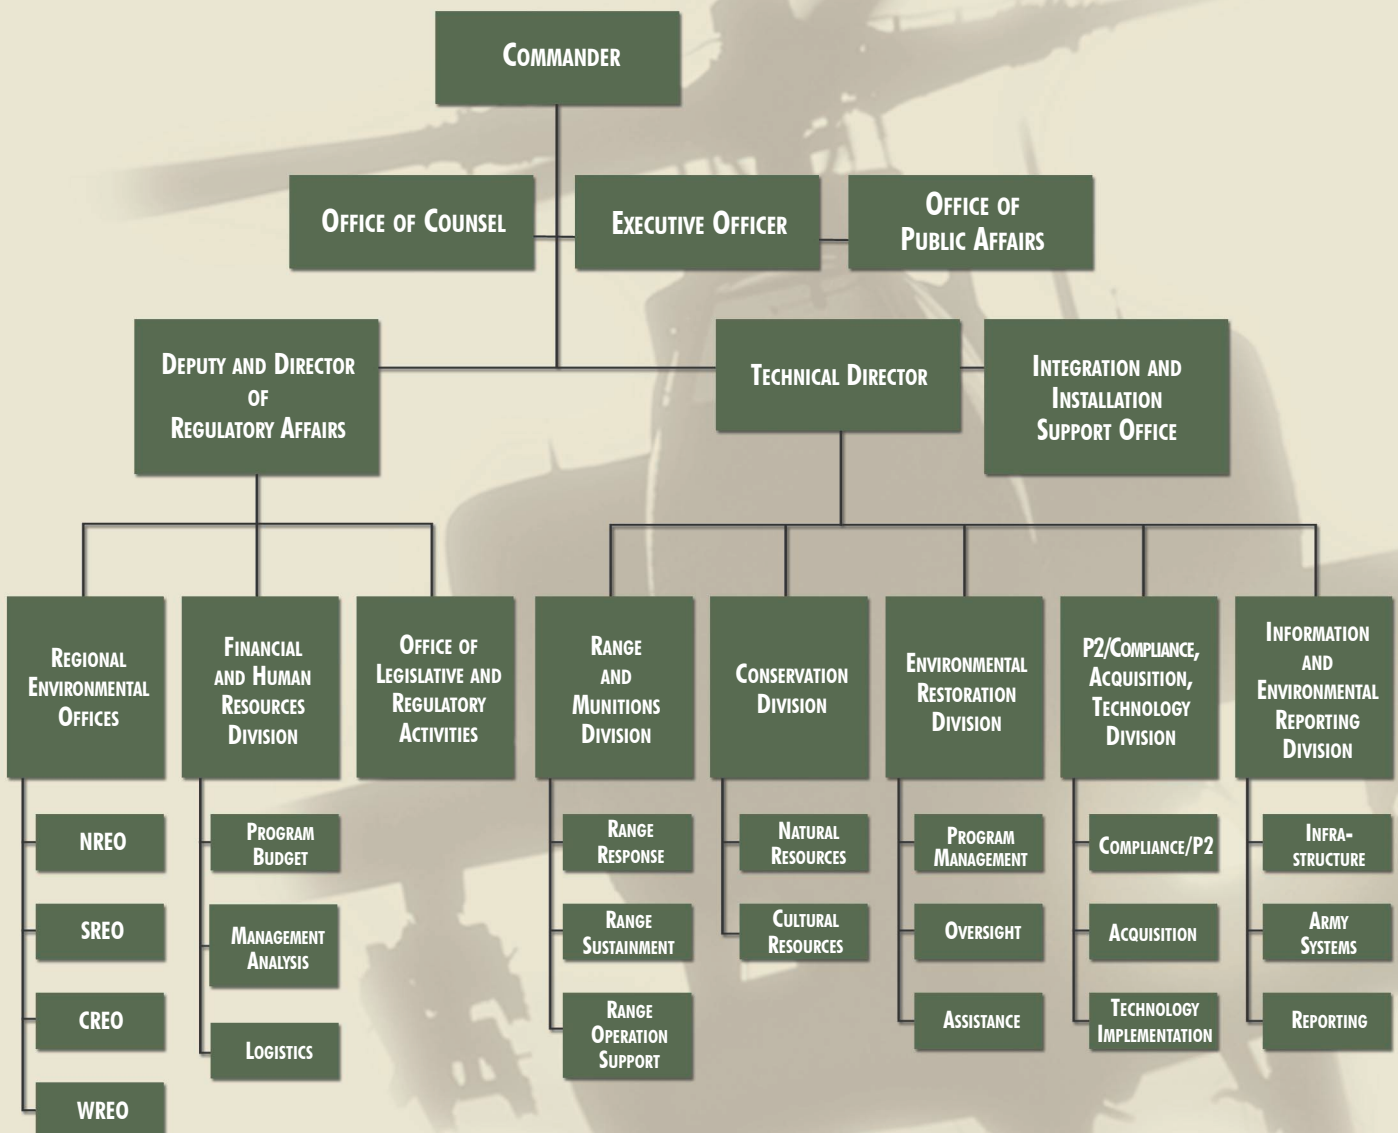 COMMANDER
OFFICE OF COUNSEL
EXECUTIVE OFFICER
OFFICE OF
PUBLIC AFFAIRS
DEPUTY AND DIRECTOR
OF
REGULATORY AFFAIRS
TECHNICAL DIRECTOR
INTEGRATION AND
INSTALLATION
SUPPORT OFFICE
REGIONAL
ENVIRONMENTAL
OFFICES
FINANCIAL
AND HUMAN
RESOURCES
DIVISION
OFFICE OF
LEGISLATIVE AND
REGULATORY
ACTIVITIES
RANGE
AND
MUNITIONS
DIVISION
CONSERVATION
DIVISION
ENVIRONMENTAL
RESTORATION
DIVISION
P2/COMPLIANCE,
ACQUISITION,
TECHNOLOGY
DIVISION
INFORMATION
AND
ENVIRONMENTAL
REPORTING
DIVISION
NREO
SREO
CREO
WREO
PROGRAM
BUDGET
MANAGEMENT
ANALYSIS
LOGISTICS
RANGE
RESPONSE
RANGE
SUSTAINMENT
RANGE
OPERATION
SUPPORT
NATURAL
RESOURCES
CULTURAL
RESOURCES
PROGRAM
MANAGEMENT
OVERSIGHT
ASSISTANCE
COMPLIANCE/P2
ACQUISITION
TECHNOLOGY
IMPLEMENTATION
INFRA-
STRUCTURE
ARMY
SYSTEMS
REPORTING